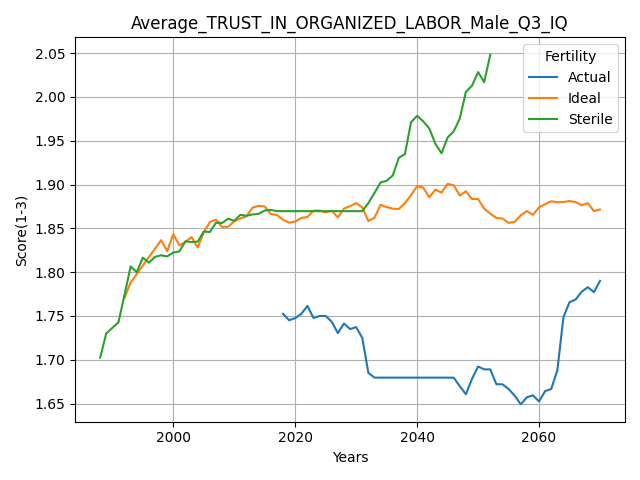 Average_TRUST_IN_ORGANIZED_LABOR_Male_Q3_IQ
Fertility
Actual
Ideal
Sterile
Score(1-3)
2.05
2.00
1.95
1.90
1.85
1.80
1.75
1.70
1.65
2000 2020 2040 2060
Years